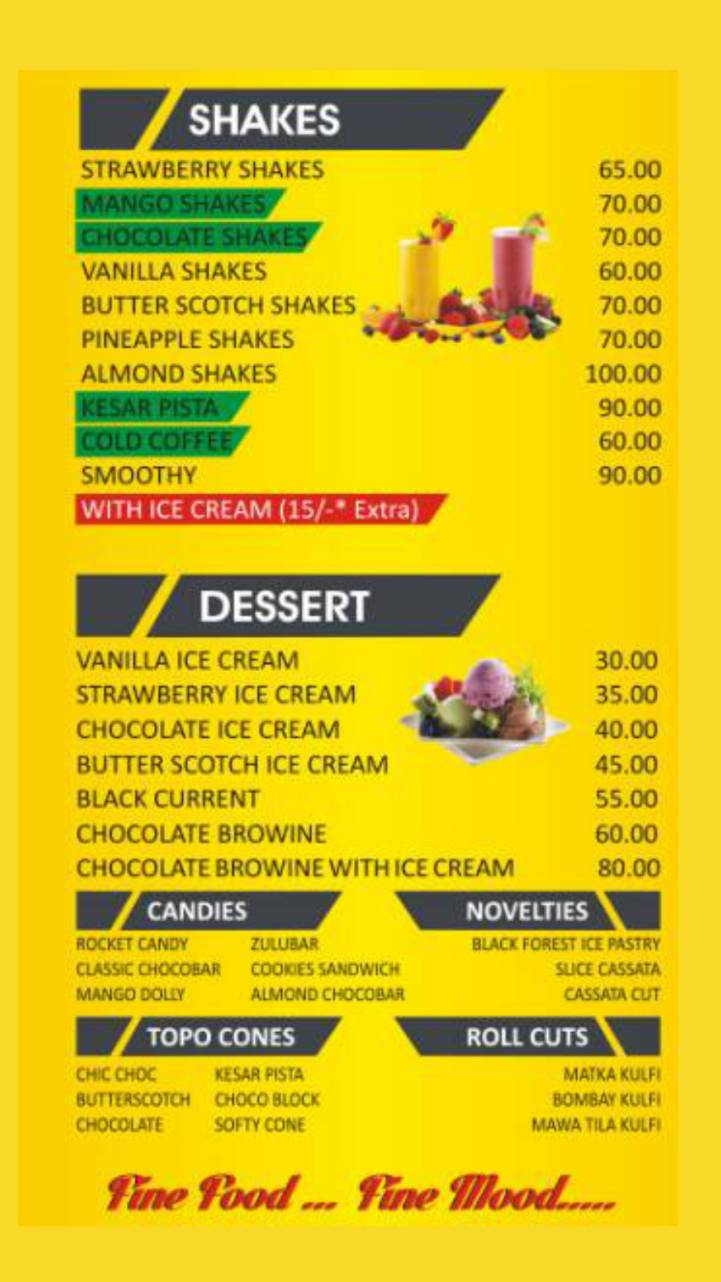 SHAKES
STRAWBERRY SHAKES 65.00
MANGO SHAKES 70.00
CHOCOLATE SHAKES 70.00
VANILLA SHAKES 60.00
BUTTER SCOTCH SHAKES 70.00
PINEAPPLE SHAKES 70.00
ALMOND SHAKES 100.00
KESAR PISTA 90.00
COLD COFFEE 60.00
SMOOTHY 90.00
WITH ICE CREAM (15/-* Extra)
DESSERT
VANILLA ICE CREAM 30.00
STRAWBERRY ICE CREAM 35.00
CHOCOLATE ICE CREAM 40.00
BUTTER SCOTCH ICE CREAM 45.00
BLACK CURRENT 55.00
CHOCOLATE BROWINE 60.00
CHOCOLATE BROWINE WITH ICE CREAM 80.00
CANDIES NOVELTIES
ROCKET CANDY ZULUBAR BLACK FOREST ICE PASTRY
CLASSIC CHOCOBAR COOKIES SANDWICH SLICE CASSATA
MANGO DOLLY ALMOND CHOCOBAR CASSATA CUT
TOPO CONES ROLL CUTS
CHIC CHOC KESAR PISTA MATKA KULFI
BUTTERSCOTCH CHOCO BLOCK BOMBAY KULFI
CHOCOLATE SOFTY CONE MAWA TILA KULFI
Fine Food ... Fine Mood.....